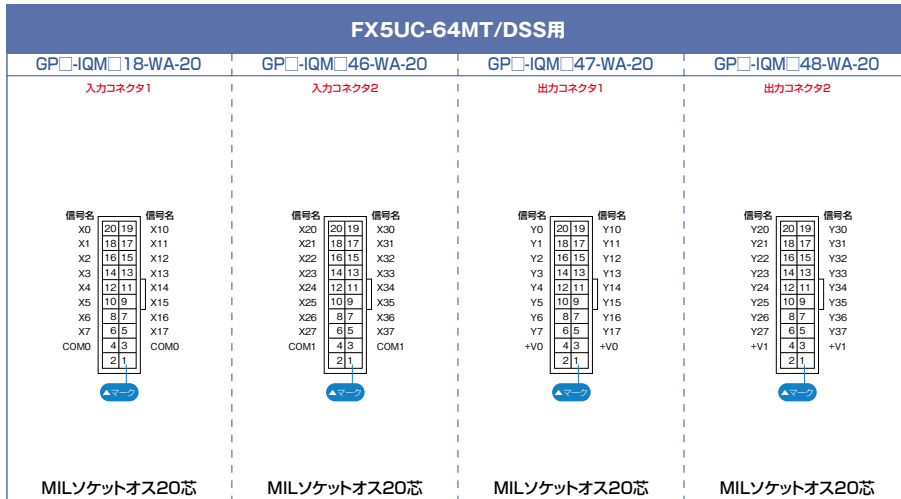 FX5UC-64MT/DSS用
GP□-IQM□18-WA-20
入力コネクタ1
信号名 信号名
X0 20 19 X10
X1 18 17 X11
X2 16 15 X12
X3 14 13 X13
X4 12 11 X14
X5 10 9 X15
X6 8 7 X16
X7 6 5 X17
COM0 4 3 COM0
2 1
▲マーク
MILソケットオス20芯
GP□-IQM□46-WA-20
入力コネクタ2
信号名 信号名
X20 20 19 X30
X21 18 17 X31
X22 16 15 X32
X23 14 13 X33
X24 12 11 X34
X25 10 9 X35
X26 8 7 X36
X27 6 5 X37
COM1 4 3 COM1
2 1
▲マーク
MILソケットオス20芯
GP□-IQM□47-WA-20
出力コネクタ1
信号名 信号名
Y0 20 19 Y10
Y1 18 17 Y11
Y2 16 15 Y12
Y3 14 13 Y13
Y4 12 11 Y14
Y5 10 9 Y15
Y6 8 7 Y16
Y7 6 5 Y17
+V0 4 3 +V0
2 1
▲マーク
MILソケットオス20芯
GP□-IQM□48-WA-20
出力コネクタ2
信号名 信号名
Y20 20 19 Y30
Y21 18 17 Y31
Y22 16 15 Y32
Y23 14 13 Y33
Y24 12 11 Y34
Y25 10 9 Y35
Y26 8 7 Y36
Y27 6 5 Y37
+V1 4 3 +V1
2 1
▲マーク
MILソケットオス20芯